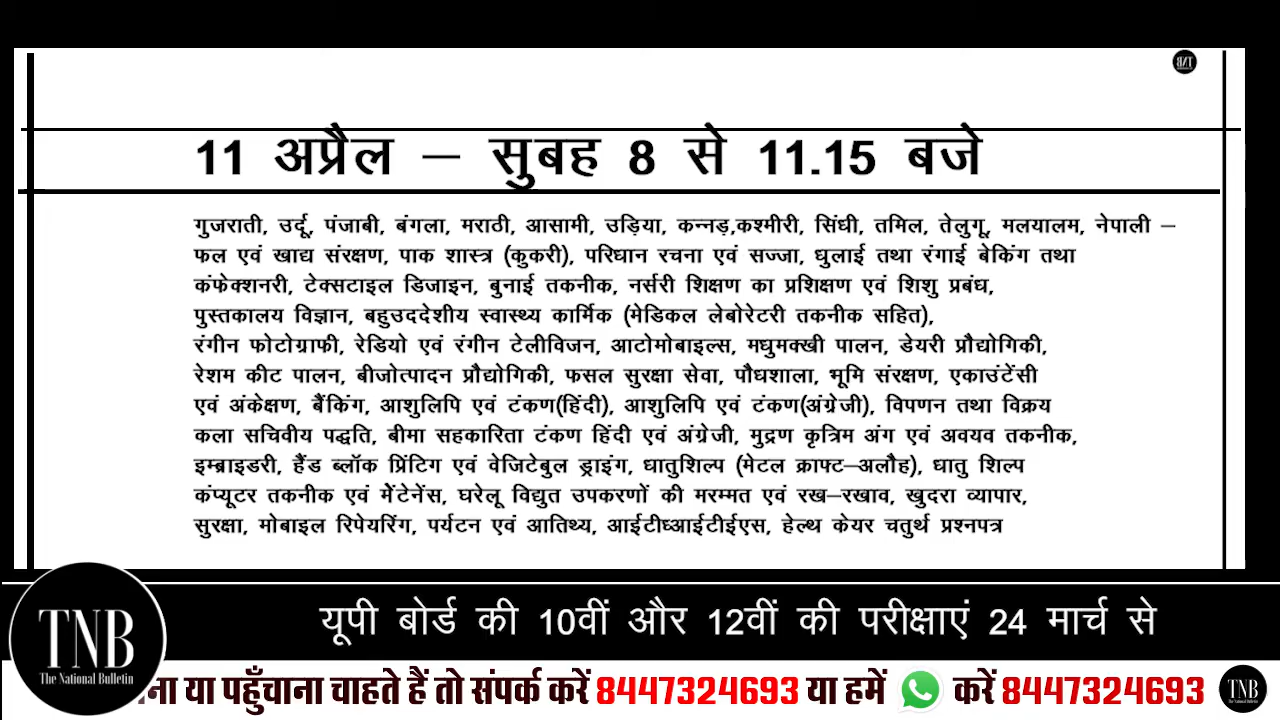 11 अप्रैल – सुबह 8 से 11.15 बजे
गुजराती, उर्दू, पंजाबी, बंगला, मराठी, आसामी, उड़िया, कन्नड़,कश्मीरी, सिंधी, तमिल, तेलुगू, मलयालम, नेपाली –
फल एवं खाद्य संरक्षण, पाक शास्त्र (कुकरी), परिधान रचना एवं सज्जा, धुलाई तथा रंगाई बेकिंग तथा
कंफेक्शनरी, टेक्सटाइल डिजाइन, बुनाई तकनीक, नर्सरी शिक्षण का प्रशिक्षण एवं शिशु प्रबंध,
पुस्तकालय विज्ञान, बहुउददेशीय स्वास्थ्य कार्मिक (मेडिकल लेबोरेटरी तकनीक सहित),
रंगीन फोटोग्राफी, रेडियो एवं रंगीन टेलीविजन, आटोमोबाइल्स, मधुमक्खी पालन, डेयरी प्रौद्योगिकी,
रेशम कीट पालन, बीजोत्पादन प्रौद्योगिकी, फसल सुरक्षा सेवा, पौधशाला, भूमि संरक्षण, एकाउंटेंसी
एवं अंकेक्षण, बैंकिंग, आशुलिपि एवं टंकण(हिंदी), आशुलिपि एवं टंकण(अंग्रेजी), विपणन तथा विक्रय
कला सचिवीय पद्धति, बीमा सहकारिता टंकण हिंदी एवं अंग्रेजी, मुद्रण कृत्रिम अंग एवं अवयव तकनीक,
इम्ब्राइडरी, हैंड ब्लॉक प्रिंटिग एवं वेजिटेबुल ड्राइंग, धातुशिल्प (मेटल क्राफ्ट–अलौह), धातु शिल्प
कंप्यूटर तकनीक एवं मेंटेनेंस, घरेलू विद्युत उपकरणों की मरम्मत एवं रख–रखाव, खुदरा व्यापार,
सुरक्षा, मोबाइल रिपेयरिंग, पर्यटन एवं आतिथ्य, आईटीध्आईटीईएस, हेल्थ केयर चतुर्थ प्रश्नपत्र
यूपी बोर्ड की 10वीं और 12वीं की परीक्षाएं 24 मार्च से
TNB
The National Bulletin
या पहुँचाना चाहते हैं तो संपर्क करें 8447324693 या हमें करें 8447324693
TNB